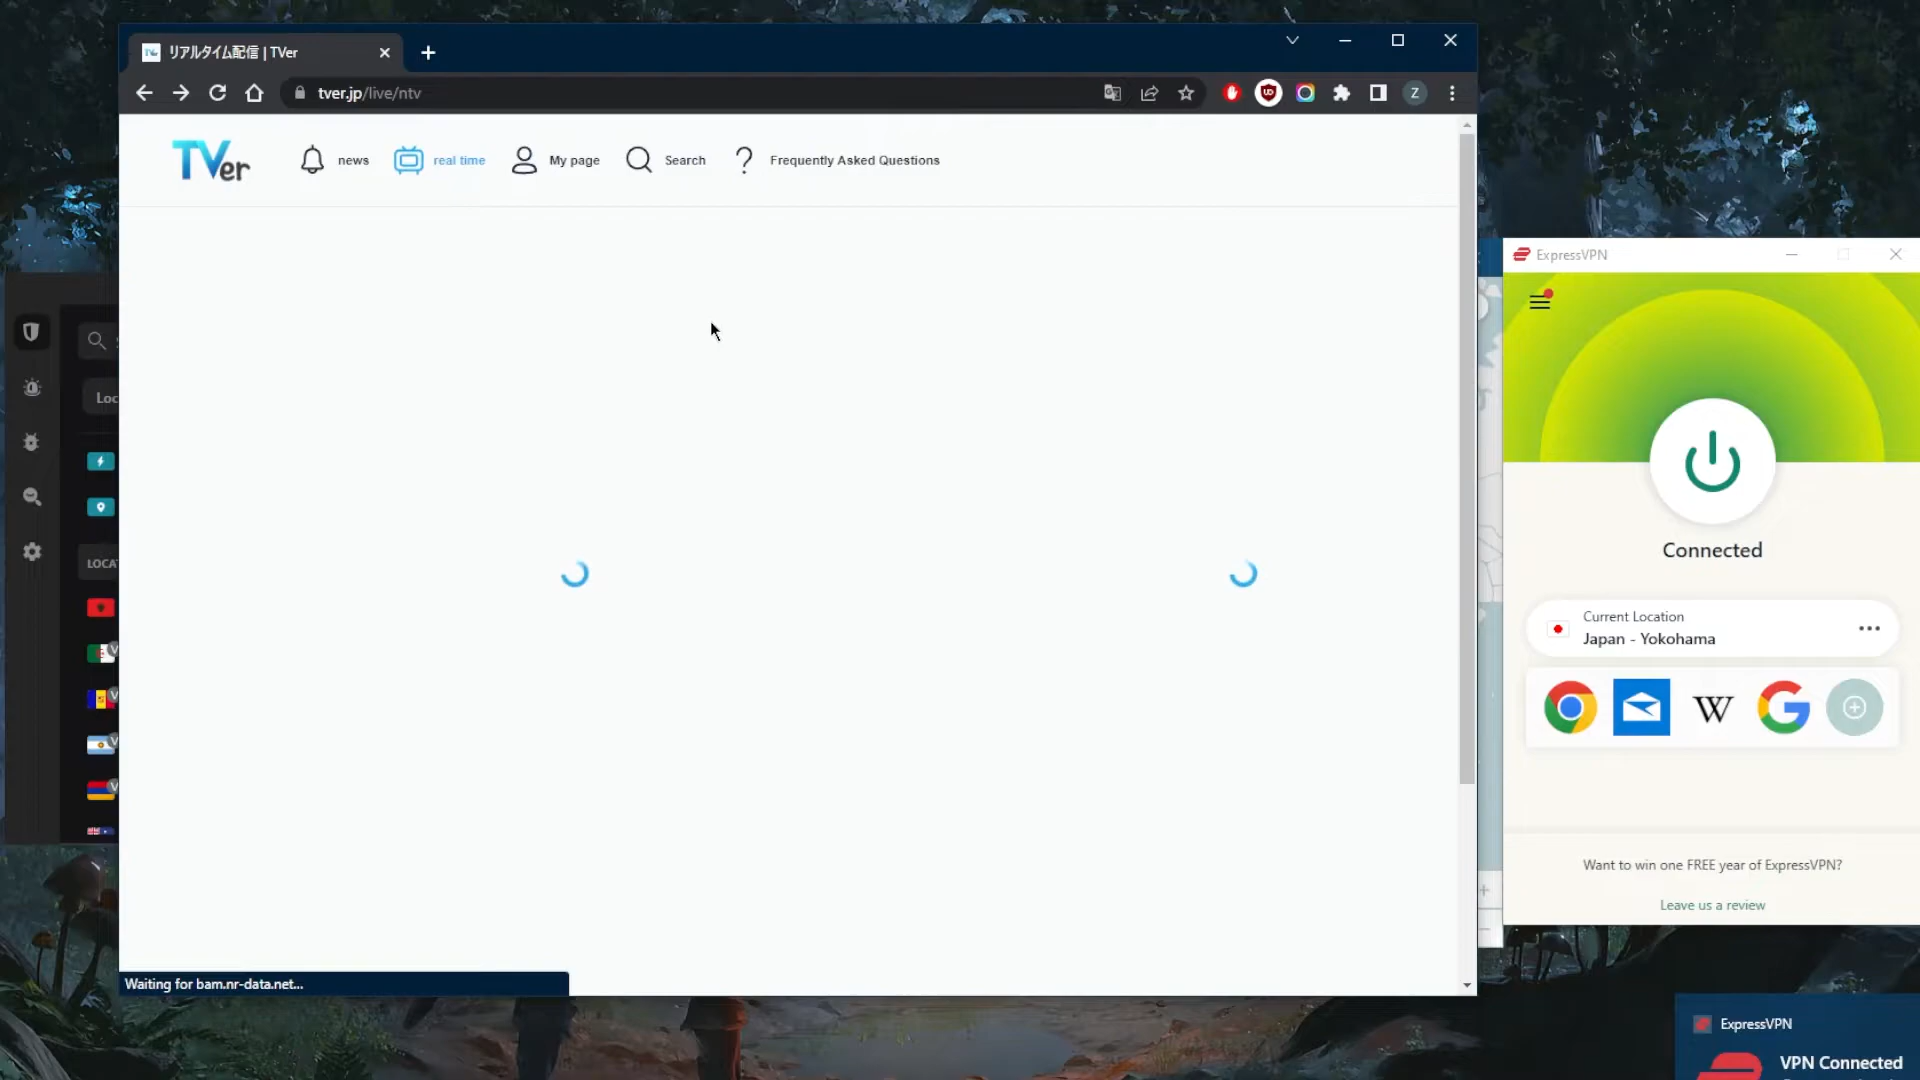 リアルタイム配信 | TVer
tver.jp/live/ntv
Z
TVer
news
real time
My page
Search
Frequently Asked Questions
Loc
LOCA
Waiting for bam.nr-data.net...
ExpressVPN
Connected
Current Location
Japan - Yokohama
W
Want to win one FREE year of ExpressVPN?
Leave us a review
ExpressVPN
VPN Connected